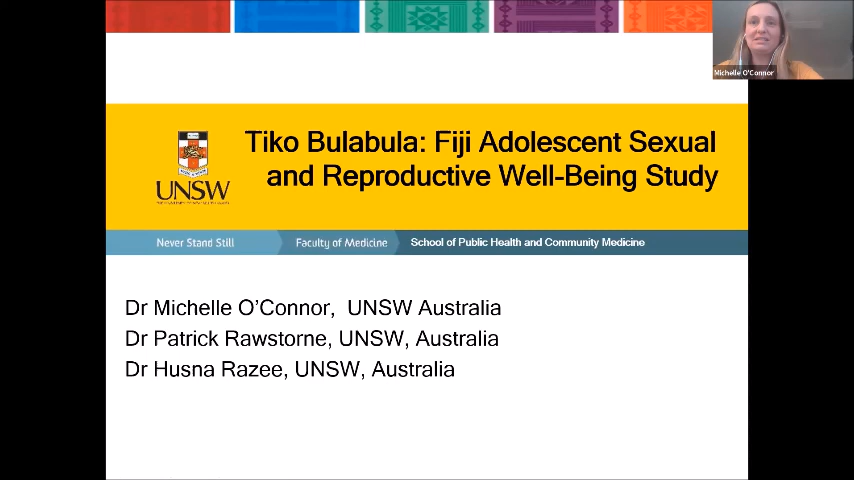 Michelle O'Connor
Tiko Bulabula: Fiji Adolescent Sexual
and Reproductive Well-Being Study
UNSW
Never Stand Still
Faculty of Medicine
School of Public Health and Community Medicine
Dr Michelle O'Connor, UNSW Australia
Dr Patrick Rawstorne, UNSW, Australia
Dr Husna Razee, UNSW, Australia